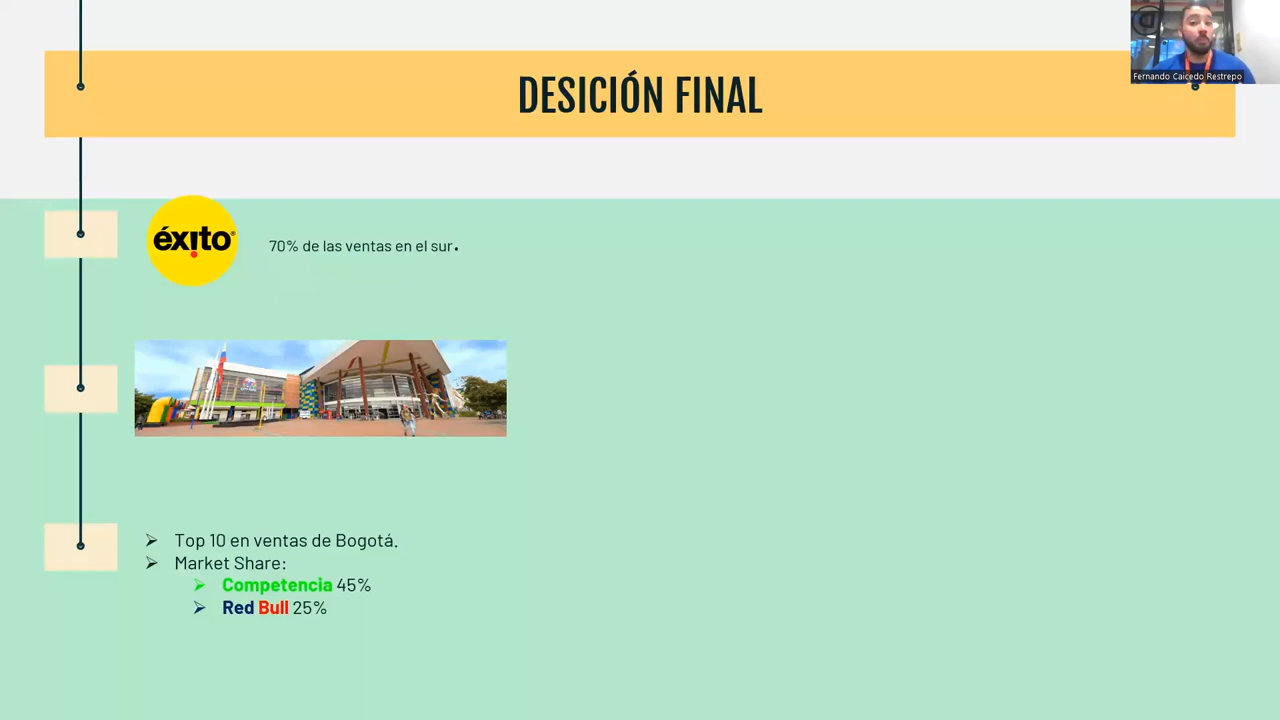 Fernando Caicedo Restrepo
DESICIÓN FINAL
éxito
70% de las ventas en el sur.
Top 10 en ventas de Bogotá.
Market Share:
Competencia 45%
Red Bull 25%